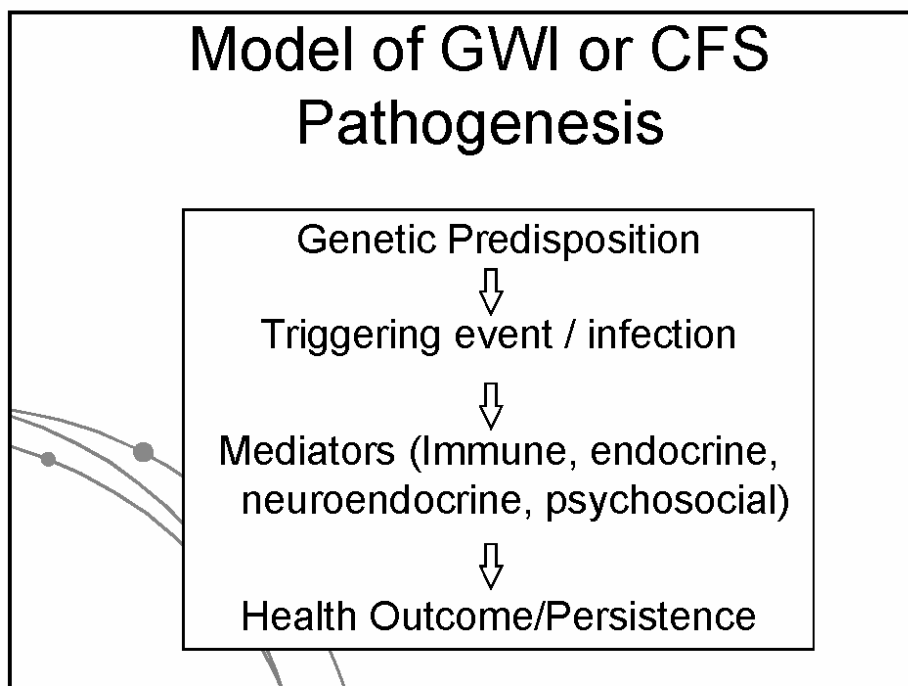 Model of GWI or CFS
Pathogenesis
Genetic Predisposition
Triggering event / infection
Mediators (Immune, endocrine,
neuroendocrine, psychosocial)
Health Outcome/Persistence